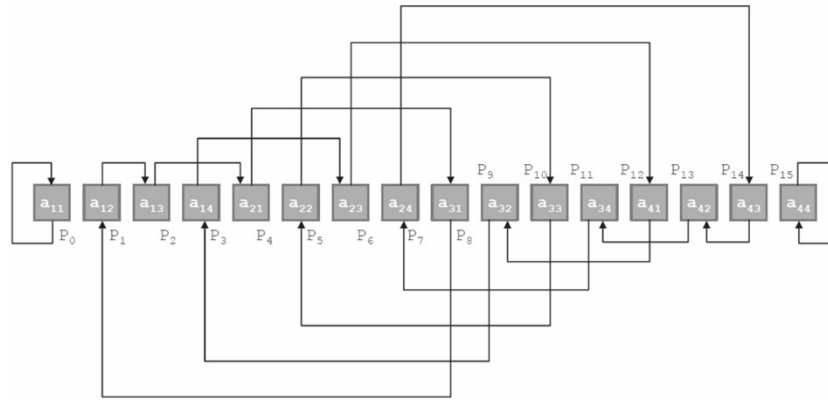 P₉ P₁₀ P₁₁ P₁₂ P₁₃ P₁₄ P₁₅
a₁₁ a₁₂ a₁₃ a₁₄ a₂₁ a₂₂ a₂₃ a₂₄ a₃₁ a₃₂ a₃₃ a₃₄ a₄₁ a₄₂ a₄₃ a₄₄
P₀ P₁ P₂ P₃ P₄ P₅ P₆ P₇ P₈